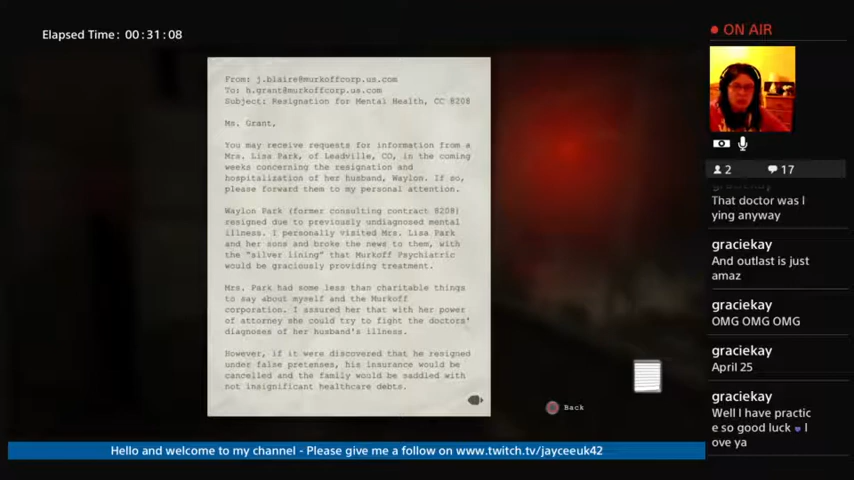 Elapsed Time: 00:31:08
From: j.blaire@murkoffcorp.us.com
To: h.grant@murkoffcorp.us.com
Subject: Resignation for Mental Health, CC 8208
Ms. Grant,
You may receive requests for information from a
Mrs. Lisa Park, of Leadville, CO, in the coming
weeks concerning the resignation and
hospitalization of her husband, Waylon. If so,
please forward them to my personal attention.
Waylon Park (former consulting contract 8208)
resigned due to previously undiagnosed mental
illness. I personally visited Mrs. Lisa Park
and her sons and broke the news to them, with
the "silver lining" that Murkoff Psychiatric
would be graciously providing treatment.
Mrs. Park had some less than charitable things
to say about myself and the Murkoff
corporation. I assured her that with her power
of attorney she could try to fight the doctors'
diagnoses of her husband's illness.
However, if it were discovered that he resigned
under false pretenses, his insurance would be
cancelled and the family would be saddled with
not insignificant healthcare debts.
Back
ON AIR
2
17
graciekay
That doctor was l
ying anyway
graciekay
And outlast is just
amaz
graciekay
OMG OMG OMG
graciekay
April 25
graciekay
Well I have practic
e so good luck 💜 I l
ove ya
Hello and welcome to my channel - Please give me a follow on www.twitch.tv/jayceeuk42